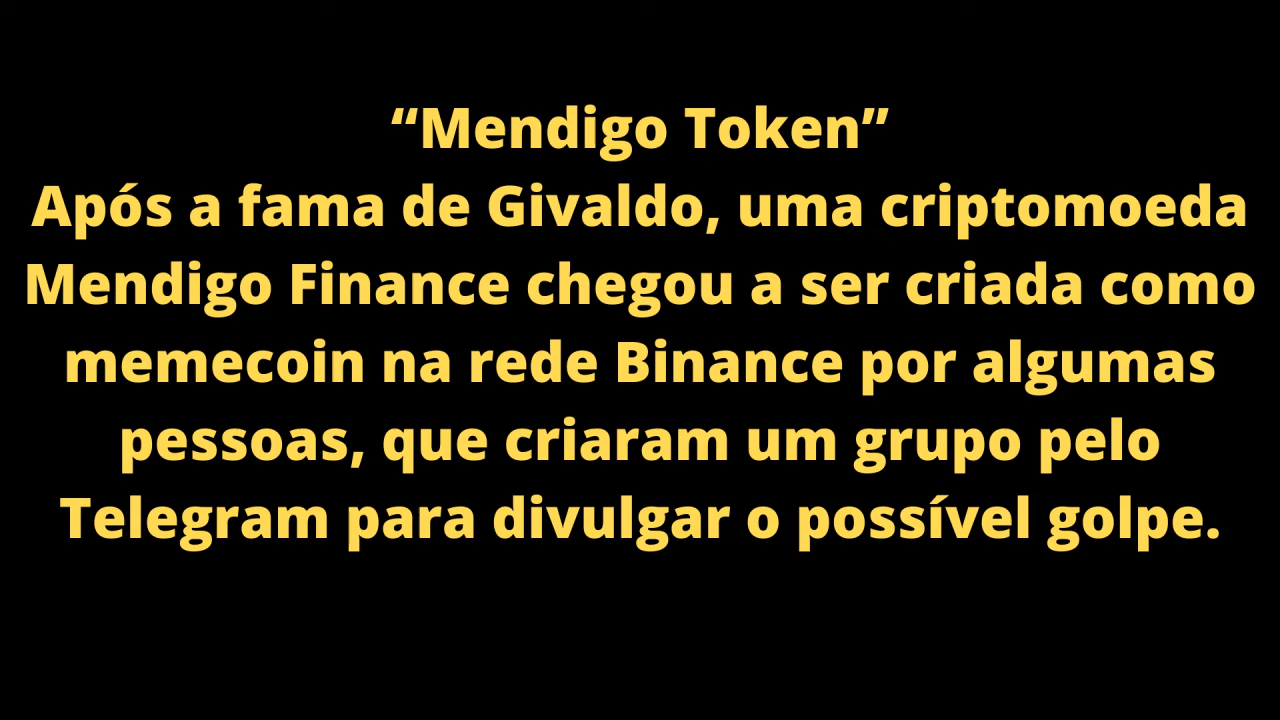 “Mendigo Token”
Após a fama de Givaldo, uma criptomoeda
Mendigo Finance chegou a ser criada como
memecoin na rede Binance por algumas
pessoas, que criaram um grupo pelo
Telegram para divulgar o possível golpe.